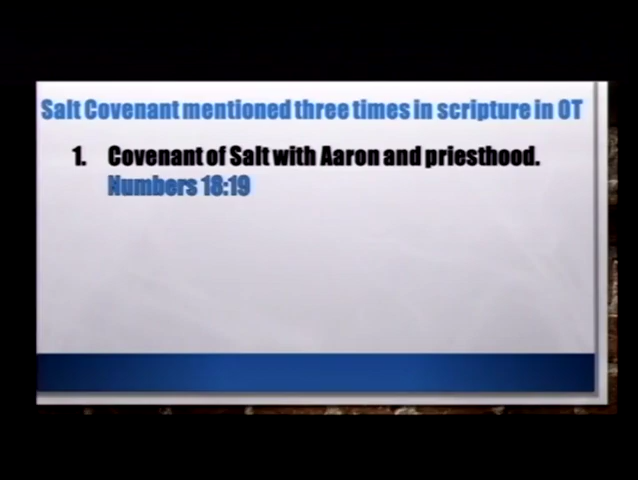 Salt Covenant mentioned three times in scripture in OT
1. Covenant of Salt with Aaron and priesthood.
Numbers 18:19